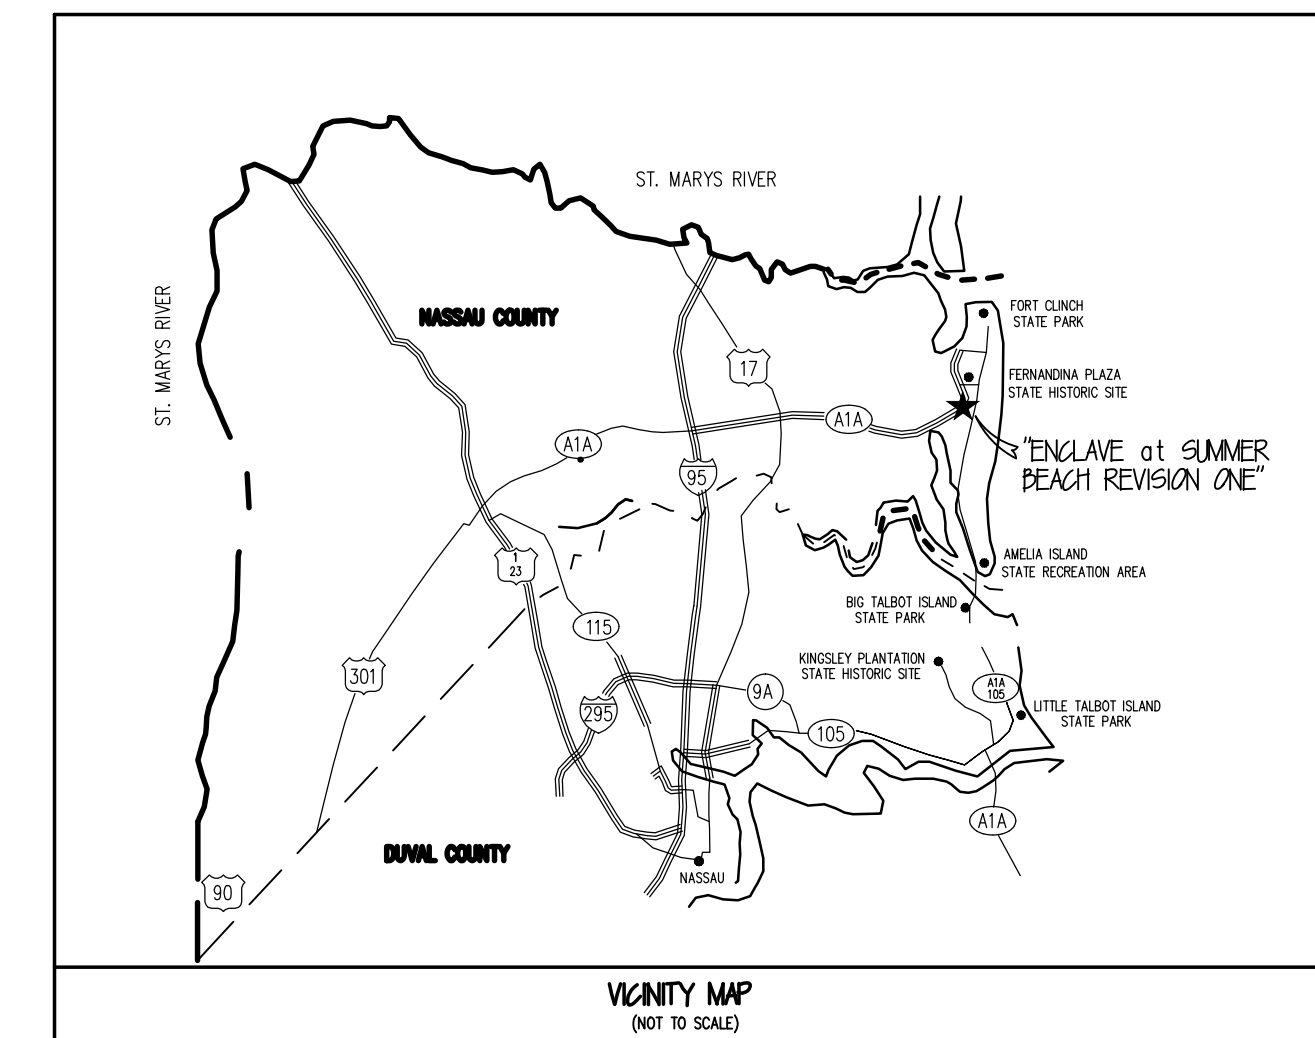 ST. MARYS RIVER
ST. MARYS RIVER
NASSAU COUNTY
FORT CLINCH
STATE PARK
17
FERNANDINA PLAZA
STATE HISTORIC SITE
A1A
A1A
"ENCLAVE at SUMMER
BEACH REVISION ONE"
95
1
23
AMELIA ISLAND
STATE RECREATION AREA
BIG TALBOT ISLAND
STATE PARK
115
KINGSLEY PLANTATION
STATE HISTORIC SITE
301
9A
A1A
105
295
LITTLE TALBOT ISLAND
STATE PARK
105
A1A
DUVAL COUNTY
NASSAU
90
VICINITY MAP
(NOT TO SCALE)